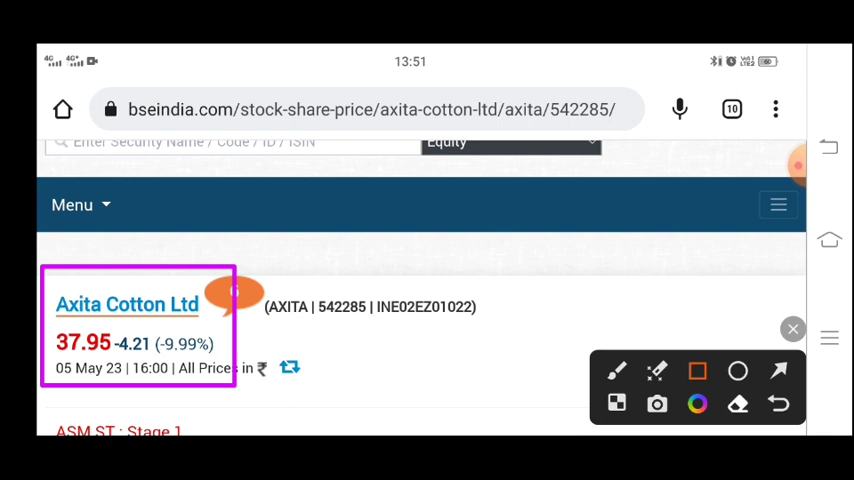 4G 4G+ 13:51
bseindia.com/stock-share-price/axita-cotton-ltd/axita/542285/ 10
Enter Security Name / Code / ID / ISIN Equity
Menu
Axita Cotton Ltd (AXITA | 542285 | INE02EZ01022)
37.95 -4.21 (-9.99%)
05 May 23 | 16:00 | All Prices in ₹
ASM ST : Stage 1